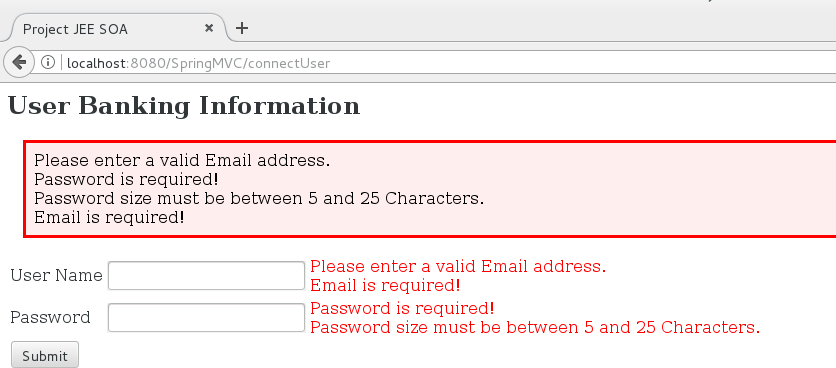 Project JEE SOA
localhost:8080/SpringMVC/connectUser
User Banking Information
Please enter a valid Email address.
Password is required!
Password size must be between 5 and 25 Characters.
Email is required!
User Name
Please enter a valid Email address.
Email is required!
Password
Password is required!
Password size must be between 5 and 25 Characters.
Submit